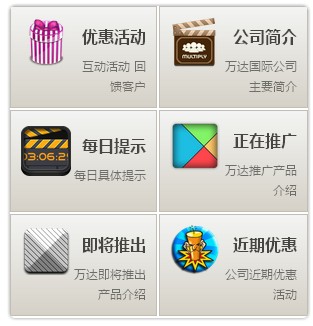 优惠活动
互动活动 回
馈客户
MULTIPLY
公司简介
万达国际公司
主要简介
03:06:29
每日提示
每日具体提示
正在推广
万达推广产品
介绍
即将推出
万达即将推出
产品介绍
近期优惠
公司近期优惠
活动